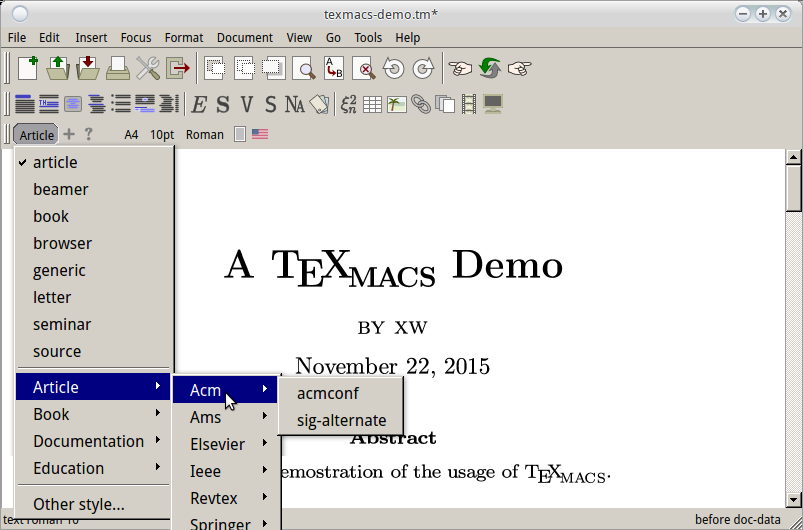 texmacs-demo.tm*
File Edit Insert Focus Format Document View Go Tools Help
Article A4 10pt Roman
article
beamer
book
browser
generic
letter
seminar
source
Article
Book
Documentation
Education
Other style...
Acm
Ams
Elsevier
Ieee
Revtex
Springer
acmconf
sig-alternate
A TEXMACS Demo
BY XW
November 22, 2015
Abstract
emostration of the usage of TEXMACS.
text roman 10
before doc-data